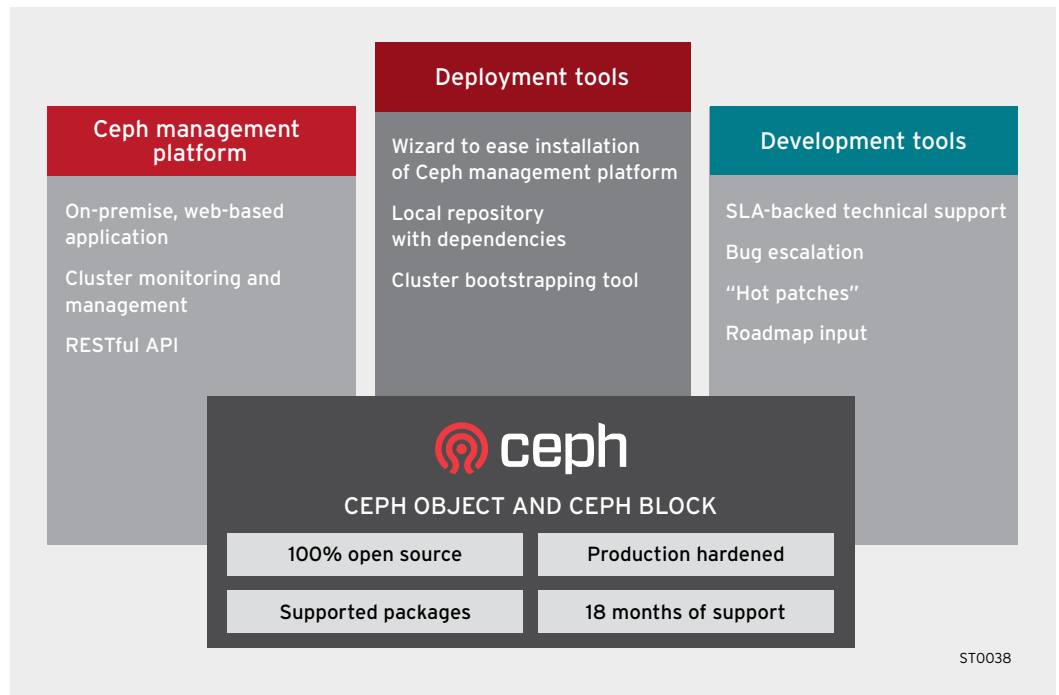 Ceph management
platform
On-premise, web-based
application
Cluster monitoring and
management
RESTful API
Deployment tools
Wizard to ease installation
of Ceph management platform
Local repository
with dependencies
Cluster bootstrapping tool
Development tools
SLA-backed technical support
Bug escalation
“Hot patches”
Roadmap input
ceph
CEPH OBJECT AND CEPH BLOCK
100% open source
Production hardened
Supported packages
18 months of support
ST0038